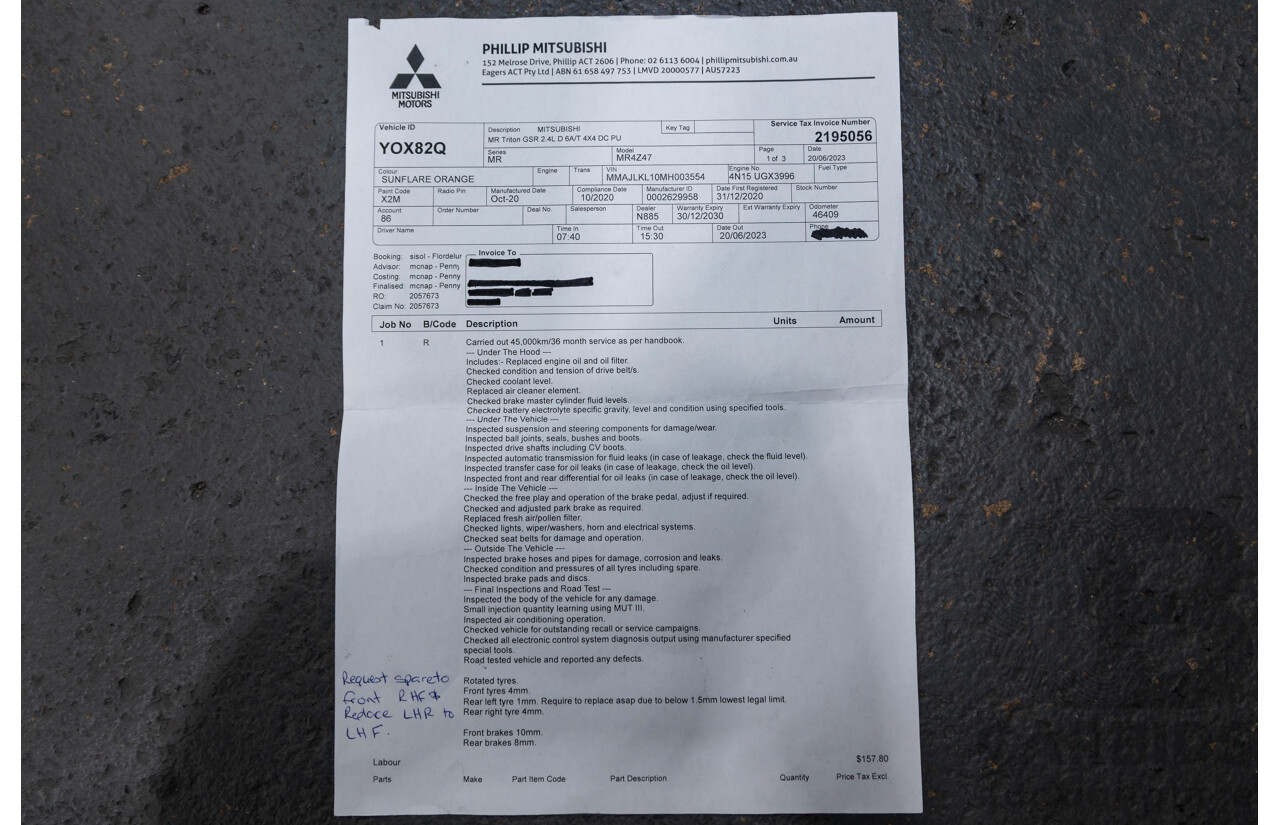 MITSUBISHI
MOTORS
PHILLIP MITSUBISHI
152 Melrose Drive, Phillip ACT 2606 | Phone: 02 6113 6004 | phillipmitsubishi.com.au
Eagers ACT Pty Ltd | ABN 61 658 497 753 | LMVD 20000577 | AU57223
Vehicle ID
YOX82Q
Description MITSUBISHI
MR Triton GSR 2.4L D 6A/T 4X4 DC PU
Key Tag
Service Tax Invoice Number
2195056
Series
MR
Model
MR4Z47
Page
1 of 3
Date
20/06/2023
Colour
SUNFLARE ORANGE
Engine
Trans
VIN
MMAJLKL10MH003554
Engine No.
4N15 UGX3996
Fuel Type
Paint Code
X2M
Radio Pin
Manufactured Date
Oct-20
Compliance Date
10/2020
Manufacturer ID
0002629958
Date First Registered
31/12/2020
Stock Number
Account
86
Order Number
Deal No.
Salesperson
Dealer
N885
Warranty Expiry
30/12/2030
Ext Warranty Expiry
Odometer
46409
Driver Name
Time In
07:40
Time Out
15:30
Date Out
20/06/2023
Phone
Booking: sisol - Flordelur
Advisor: mcnap - Penny
Costing: mcnap - Penny
Finalised: mcnap - Penny
RO: 2057673
Claim No: 2057673
Invoice To
Job No B/Code Description Units Amount
1 R Carried out 45,000km/36 month service as per handbook.
--- Under The Hood ---
Includes:- Replaced engine oil and oil filter.
Checked condition and tension of drive belt/s.
Checked coolant level.
Replaced air cleaner element.
Checked brake master cylinder fluid levels.
Checked battery electrolyte specific gravity, level and condition using specified tools.
--- Under The Vehicle ---
Inspected suspension and steering components for damage/wear.
Inspected ball joints, seals, bushes and boots.
Inspected drive shafts including CV boots.
Inspected automatic transmission for fluid leaks (in case of leakage, check the fluid level).
Inspected transfer case for oil leaks (in case of leakage, check the oil level).
Inspected front and rear differential for oil leaks (in case of leakage, check the oil level).
--- Inside The Vehicle ---
Checked the free play and operation of the brake pedal, adjust if required.
Checked and adjusted park brake as required.
Replaced fresh air/pollen filter.
Checked lights, wiper/washers, horn and electrical systems.
Checked seat belts for damage and operation.
--- Outside The Vehicle ---
Inspected brake hoses and pipes for damage, corrosion and leaks.
Checked condition and pressures of all tyres including spare.
Inspected brake pads and discs.
--- Final Inspections and Road Test ---
Inspected the body of the vehicle for any damage.
Small injection quantity learning using MUT III.
Inspected air conditioning operation.
Checked vehicle for outstanding recall or service campaigns.
Checked all electronic control system diagnosis output using manufacturer specified
special tools.
Road tested vehicle and reported any defects.
Rotated tyres.
Front tyres 4mm.
Rear left tyre 1mm. Require to replace asap due to below 1.5mm lowest legal limit.
Rear right tyre 4mm.
Front brakes 10mm.
Rear brakes 8mm.
Request spare to
front RHF &
Reduce LHR to
LHF.
Labour $157.80
Parts Make Part Item Code Part Description Quantity Price Tax Excl.